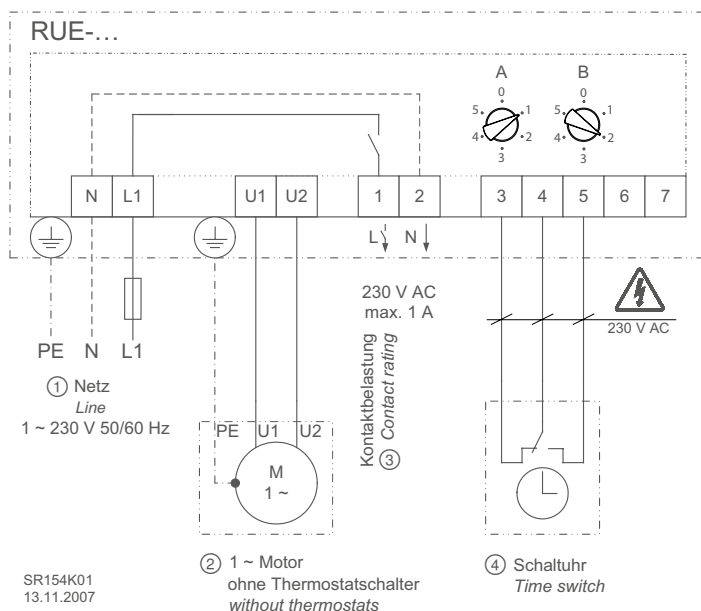 RUE-...
A B
0 0
5 1 5 1
4 2 4 2
3 3
N L1 U1 U2 1 2 3 4 5 6 7
L N
230 V AC
max. 1 A
230 V AC
Kontaktbelastung
Contact rating
③
PE N L1
① Netz
Line
1 ~ 230 V 50/60 Hz
PE U1 U2
M
1 ~
② 1 ~ Motor
ohne Thermostatschalter
without thermostats
④ Schaltuhr
Time switch
SR154K01
13.11.2007